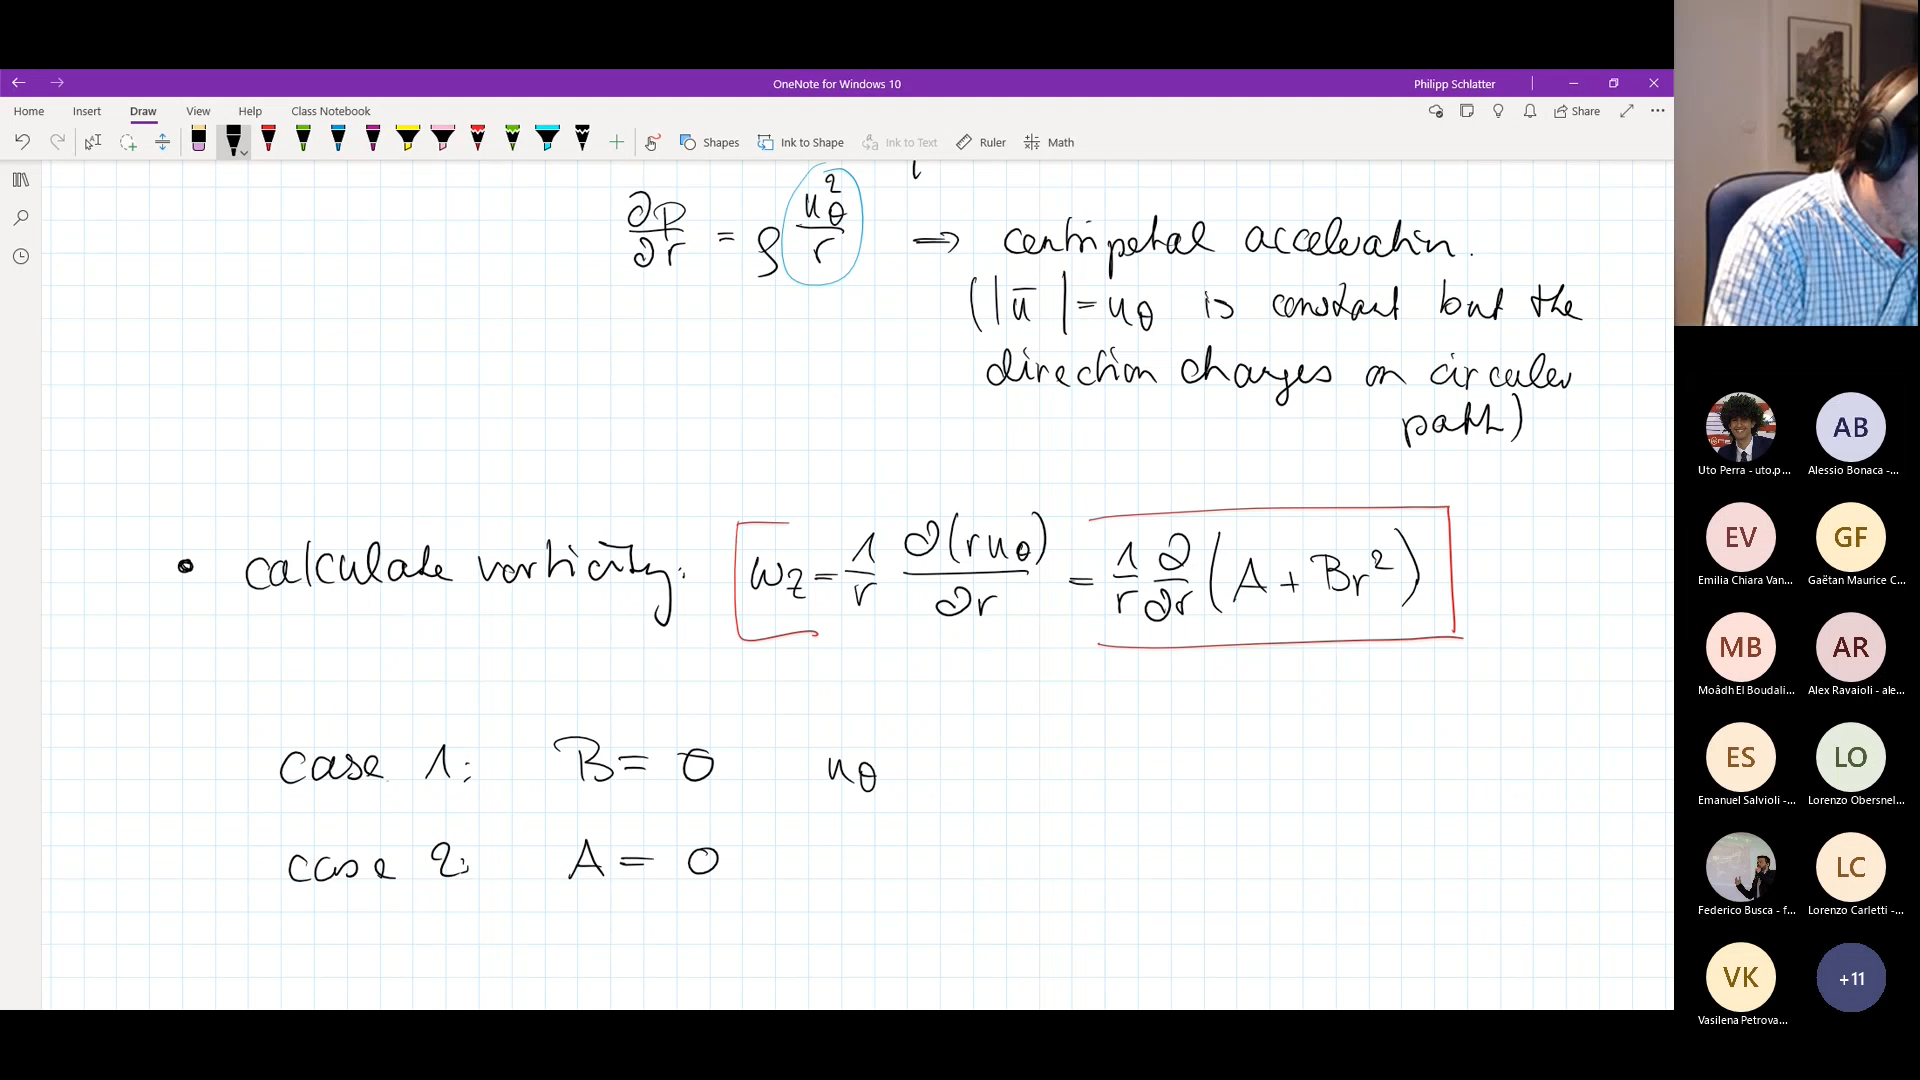 OneNote for Windows 10
Philipp Schlatter
Home Insert Draw View Help Class Notebook
Share
Shapes Ink to Shape Ink to Text Ruler Math
∂p/∂r = ρ u_θ²/r ⇒ centripetal acceleration.
(|ū| = u_θ is constant but the
direction changes on circular
path)
• calculate vorticity: ω_z = 1/r ∂(r u_θ)/∂r = 1/r ∂/∂r (A + Br²)
case 1: B = 0 u_θ
case 2: A = 0
Uto Perra - uto.p...
AB
Alessio Bonaca -...
EV
Emilia Chiara Van...
GF
Gaëtan Maurice C...
MB
Moâdh El Boudali...
AR
Alex Ravaioli - ale...
ES
Emanuel Salvioli -...
LO
Lorenzo Obersnel...
Federico Busca - f...
LC
Lorenzo Carletti -...
VK
Vasilena Petrova...
+11